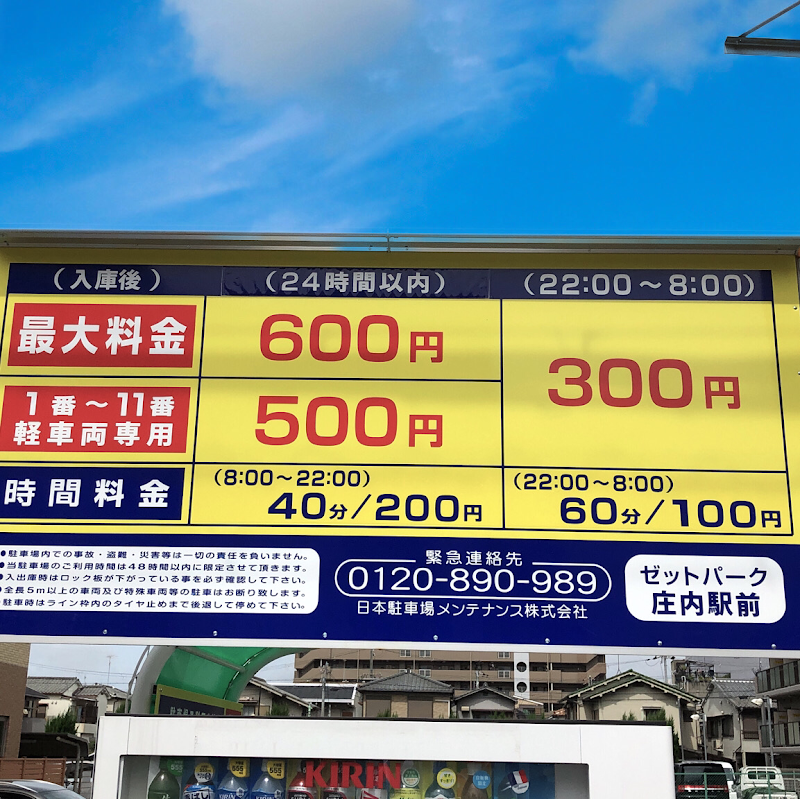 （入庫後）
（24時間以内）
（22:00～8:00）
最大料金
600円
300円
1番～11番
軽車両専用
500円
時間料金
（8:00～22:00）
40分/200円
（22:00～8:00）
60分/100円
●駐車場内での事故・盗難・災害等は一切の責任を負いません。
●当駐車場のご利用時間は48時間以内に限定させて頂きます。
●入出庫時はロック板が下がっている事を必ず確認して下さい。
●全長5m以上の車両及び特殊車両等の駐車はお断り致します。
駐車時はライン枠内のタイヤ止めまで後退して停めて下さい。
緊急連絡先
0120-890-989
日本駐車場メンテナンス株式会社
ゼットパーク
庄内駅前
KIRIN